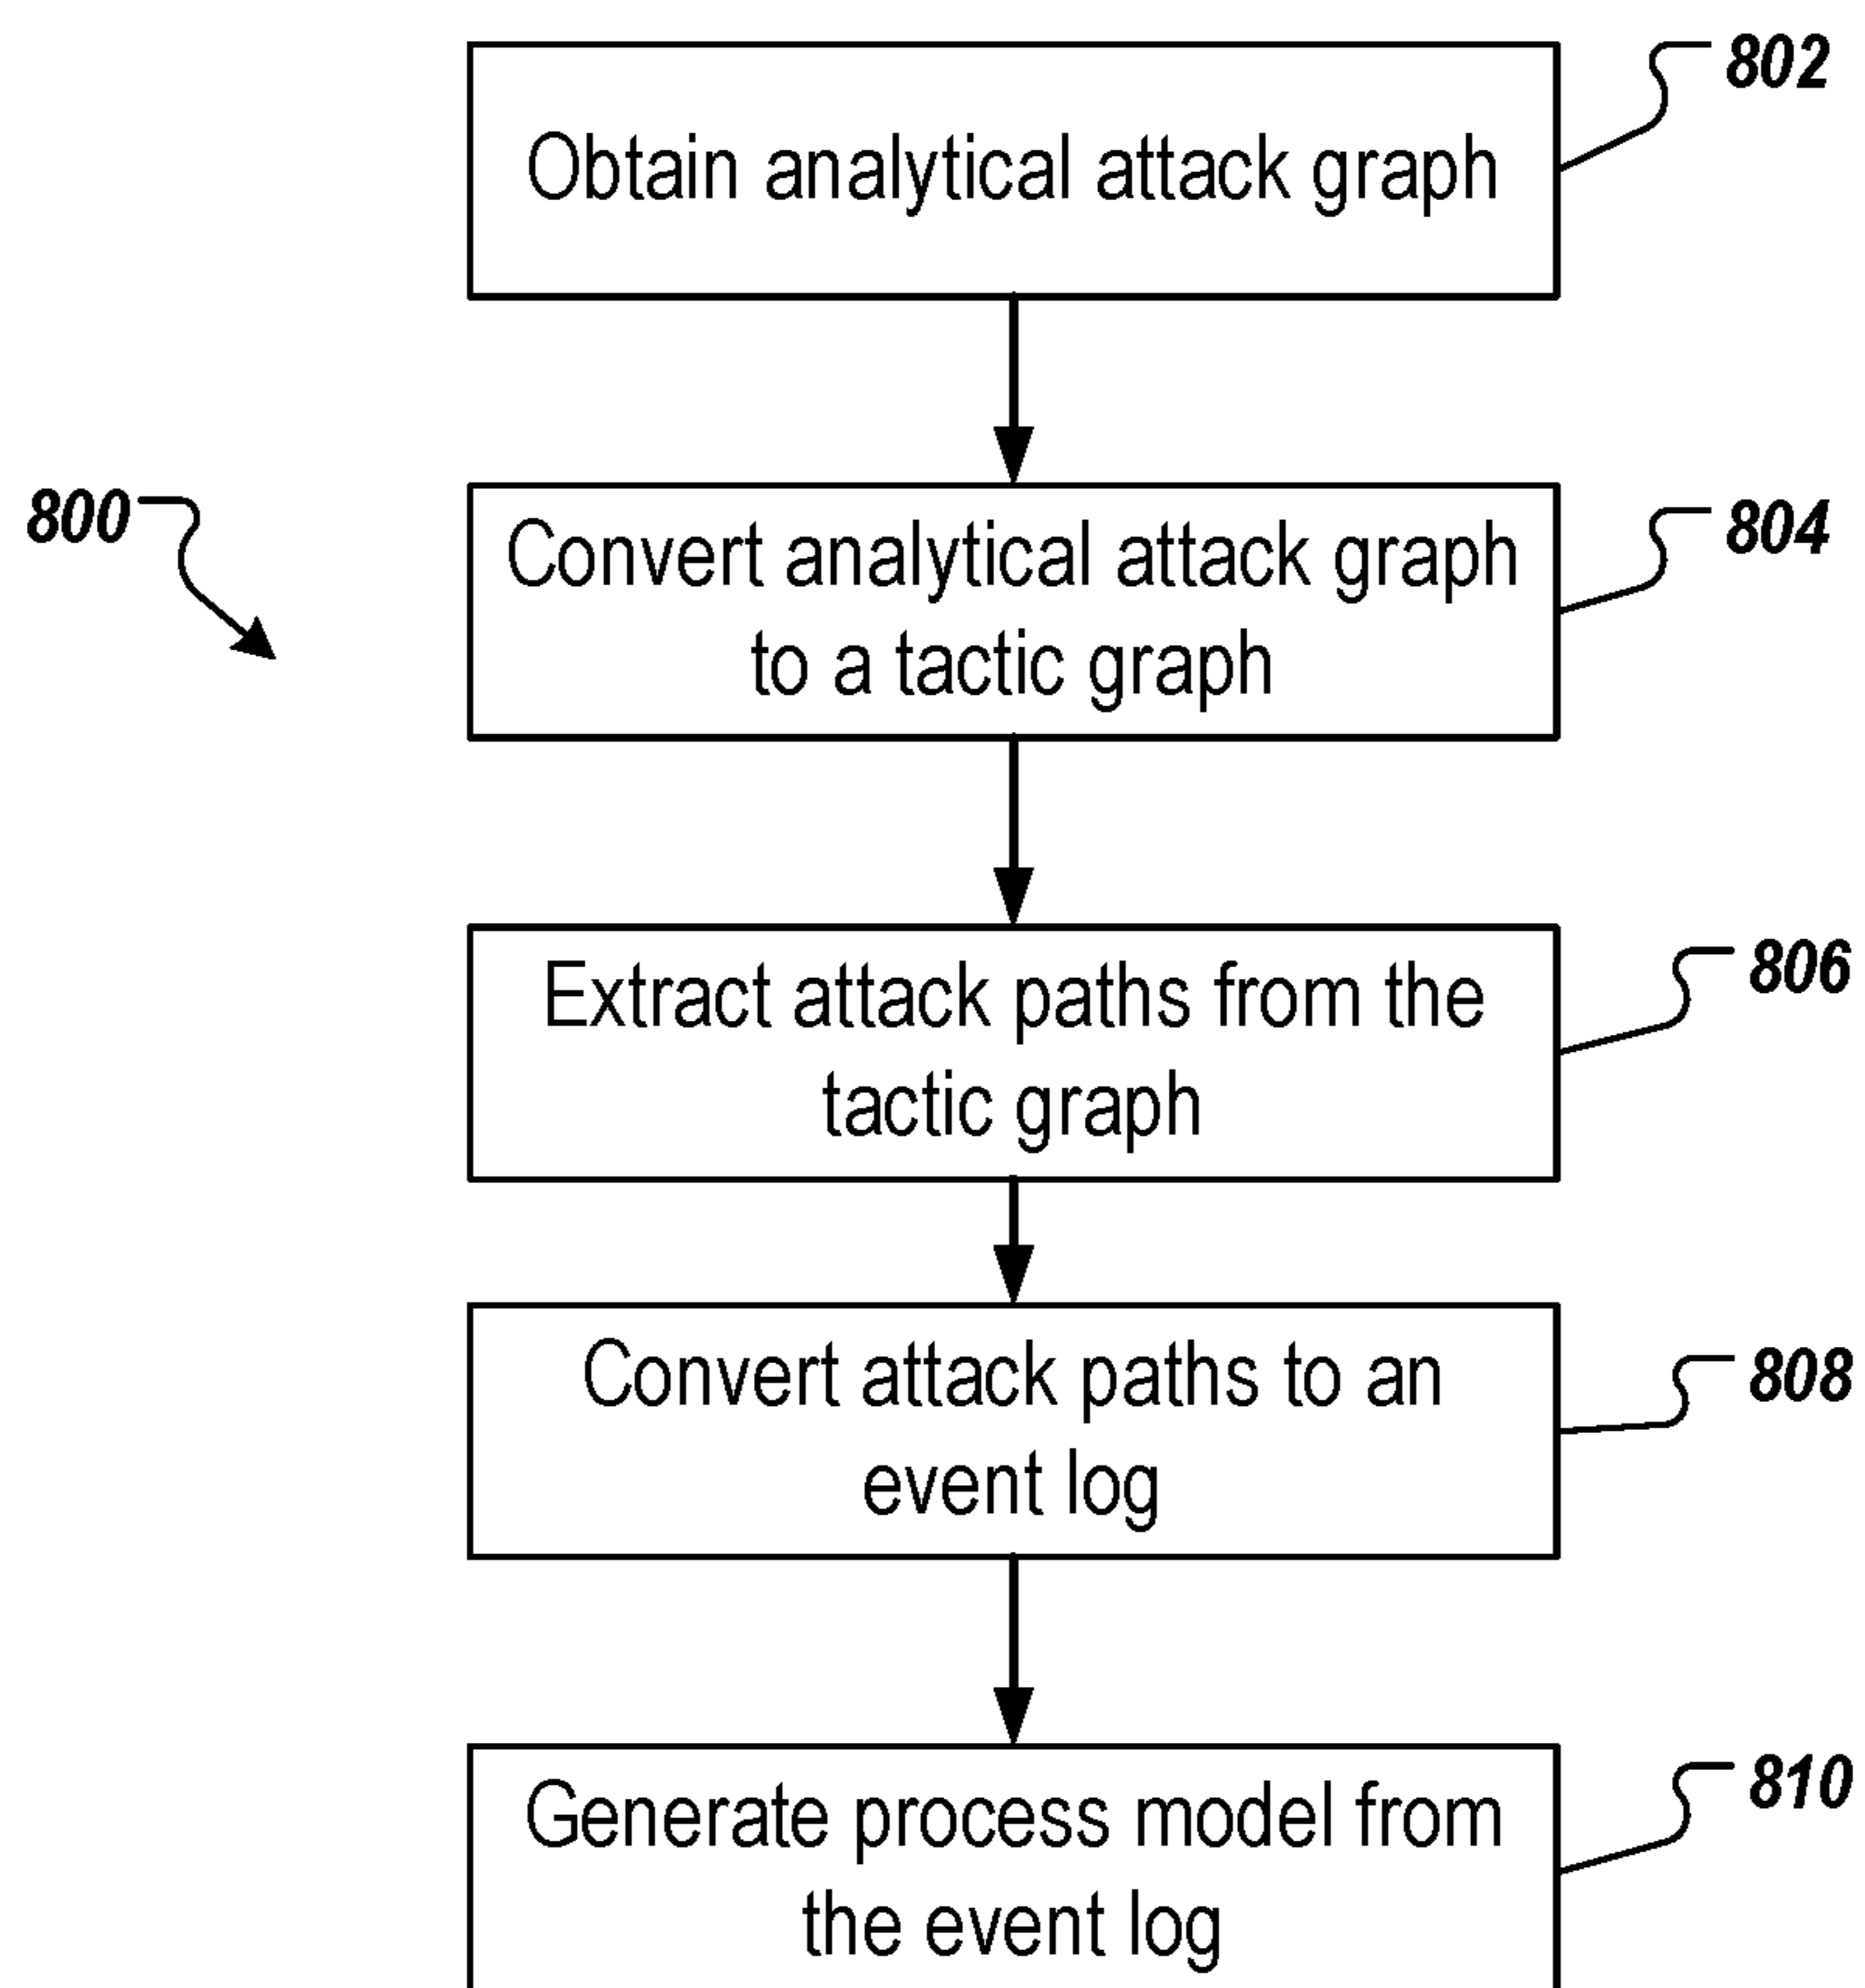 802
Obtain analytical attack graph
800
804
Convert analytical attack graph
to a tactic graph
806
Extract attack paths from the
tactic graph
808
Convert attack paths to an
event log
810
Generate process model from
the event log